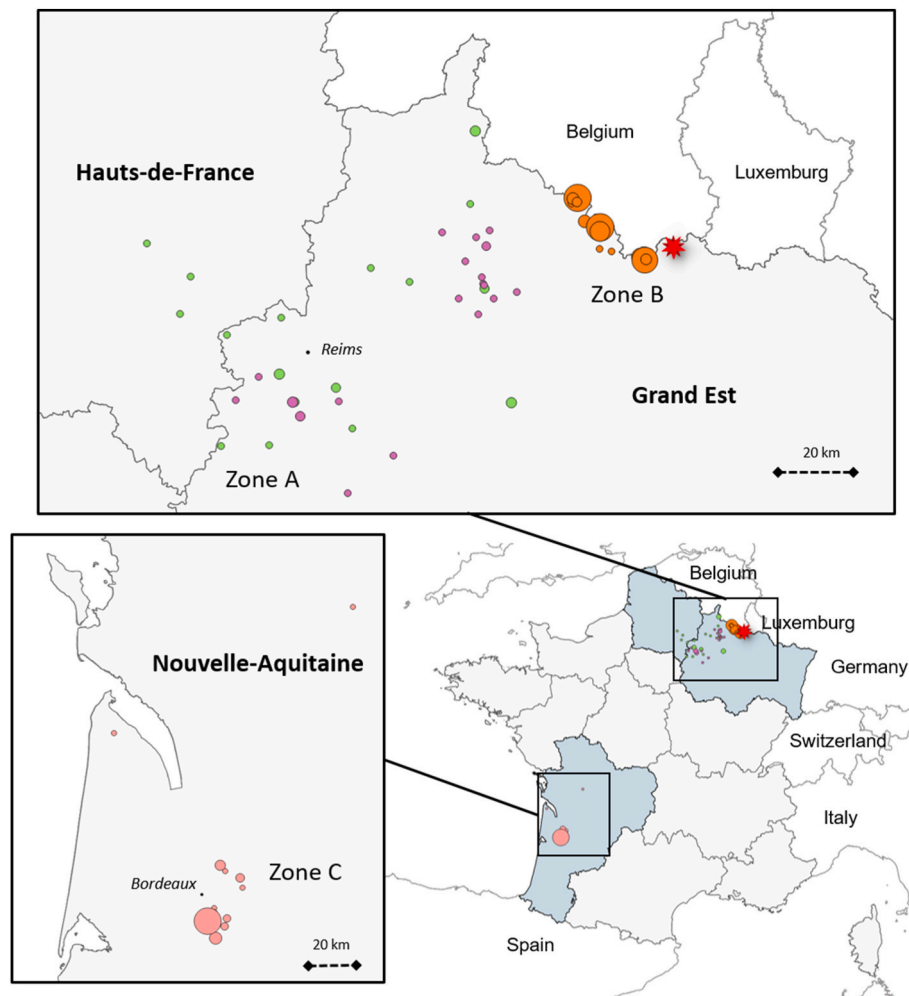 Belgium
Hauts-de-France
Luxemburg
Zone B
Reims
Grand Est
Zone A
20 km
Belgium
Luxemburg
Nouvelle-Aquitaine
Germany
Switzerland
Italy
Zone C
Bordeaux
20 km
Spain